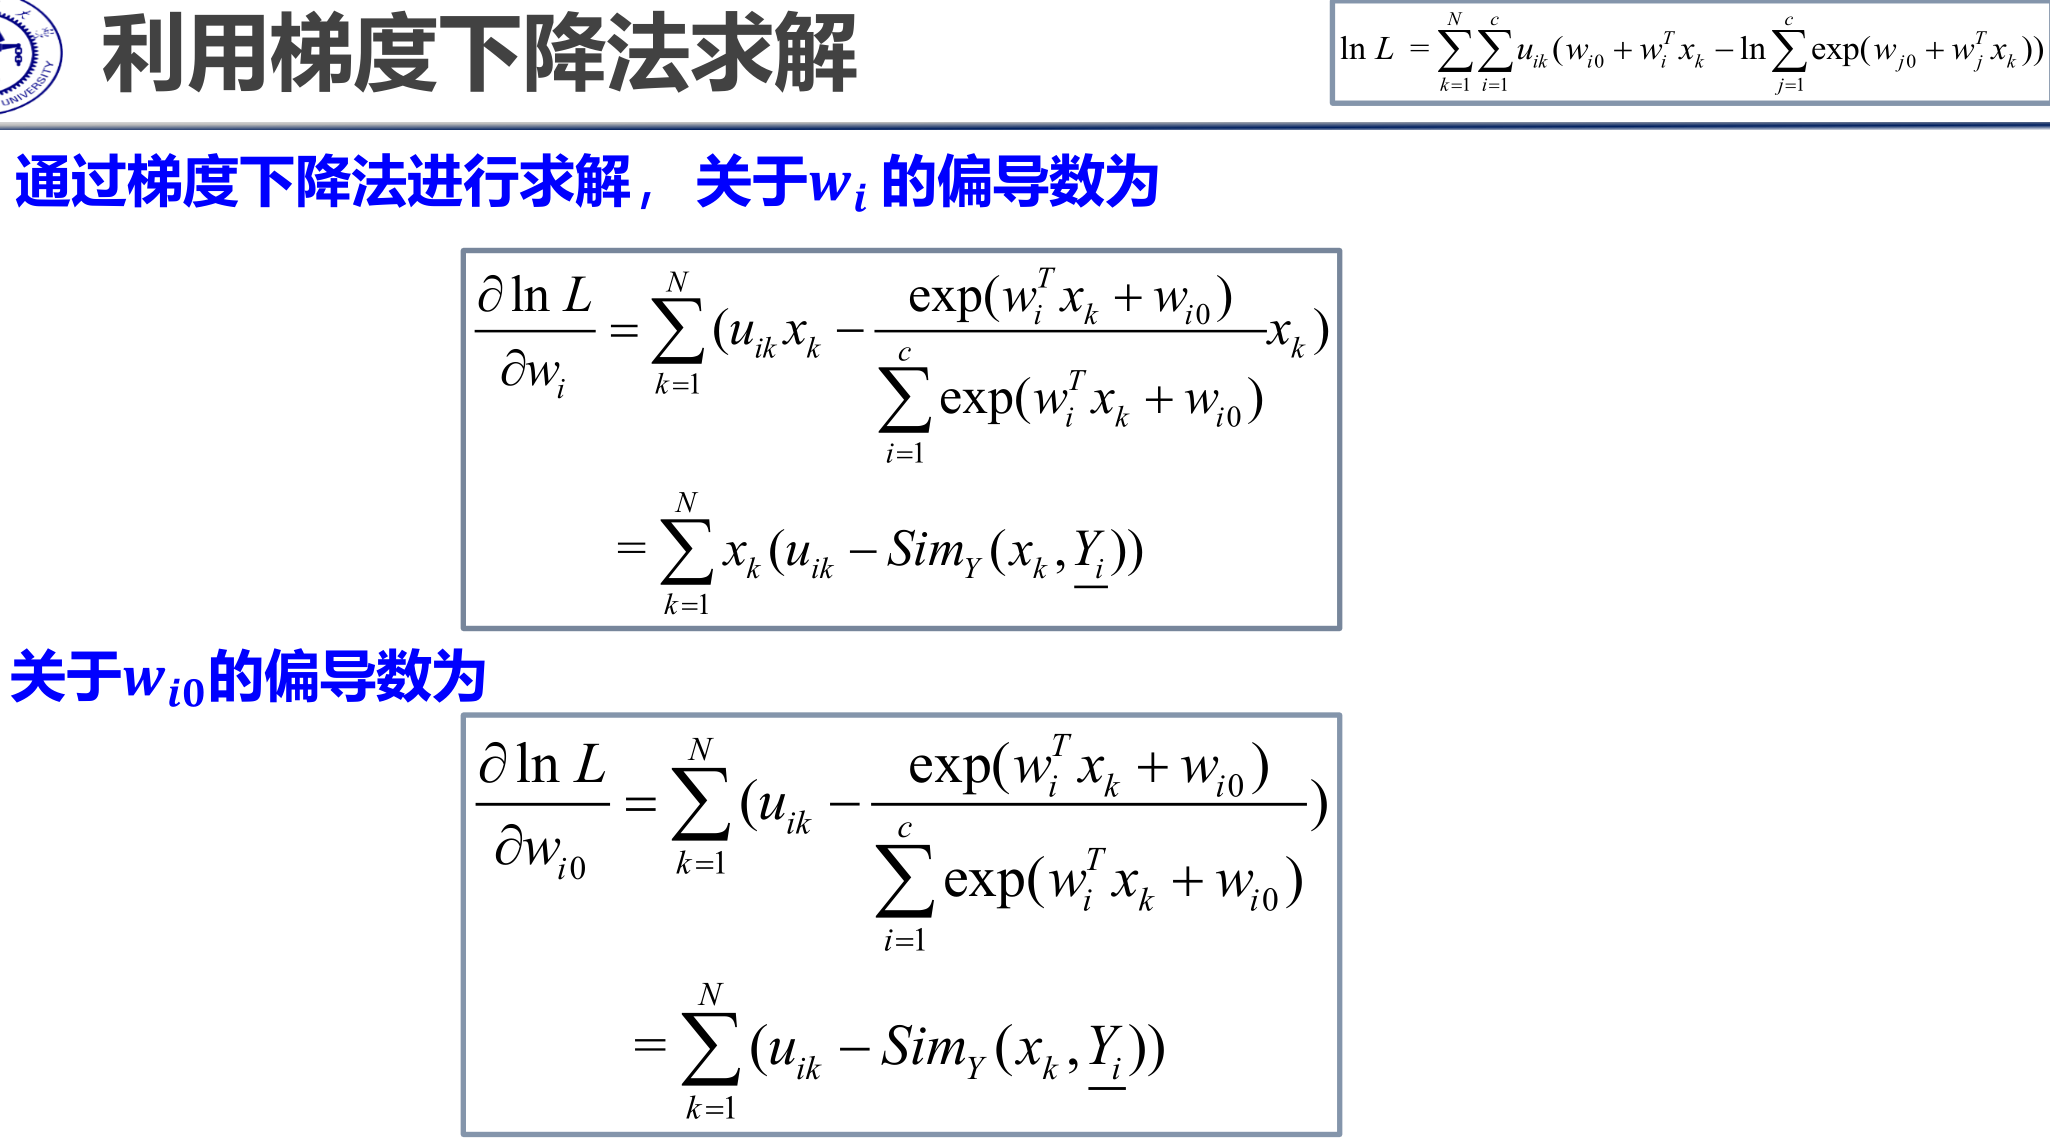 利用梯度下降法求解
ln L = \sum_{k=1}^{N} \sum_{i=1}^{c} u_{ik} (w_{i0} + w_i^T x_k - ln \sum_{j=1}^{c} exp(w_{j0} + w_j^T x_k))
通过梯度下降法进行求解， 关于w_i 的偏导数为
\frac{∂ ln L}{∂w_i} = \sum_{k=1}^{N} (u_{ik} x_k - \frac{exp(w_i^T x_k + w_{i0})}{\sum_{i=1}^{c} exp(w_i^T x_k + w_{i0})} x_k)
= \sum_{k=1}^{N} x_k (u_{ik} - Sim_Y (x_k, \underline{Y_i}))
关于w_{i0}的偏导数为
\frac{∂ ln L}{∂w_{i0}} = \sum_{k=1}^{N} (u_{ik} - \frac{exp(w_i^T x_k + w_{i0})}{\sum_{i=1}^{c} exp(w_i^T x_k + w_{i0})})
= \sum_{k=1}^{N} (u_{ik} - Sim_Y (x_k, \underline{Y_i}))
UNIVERSITY